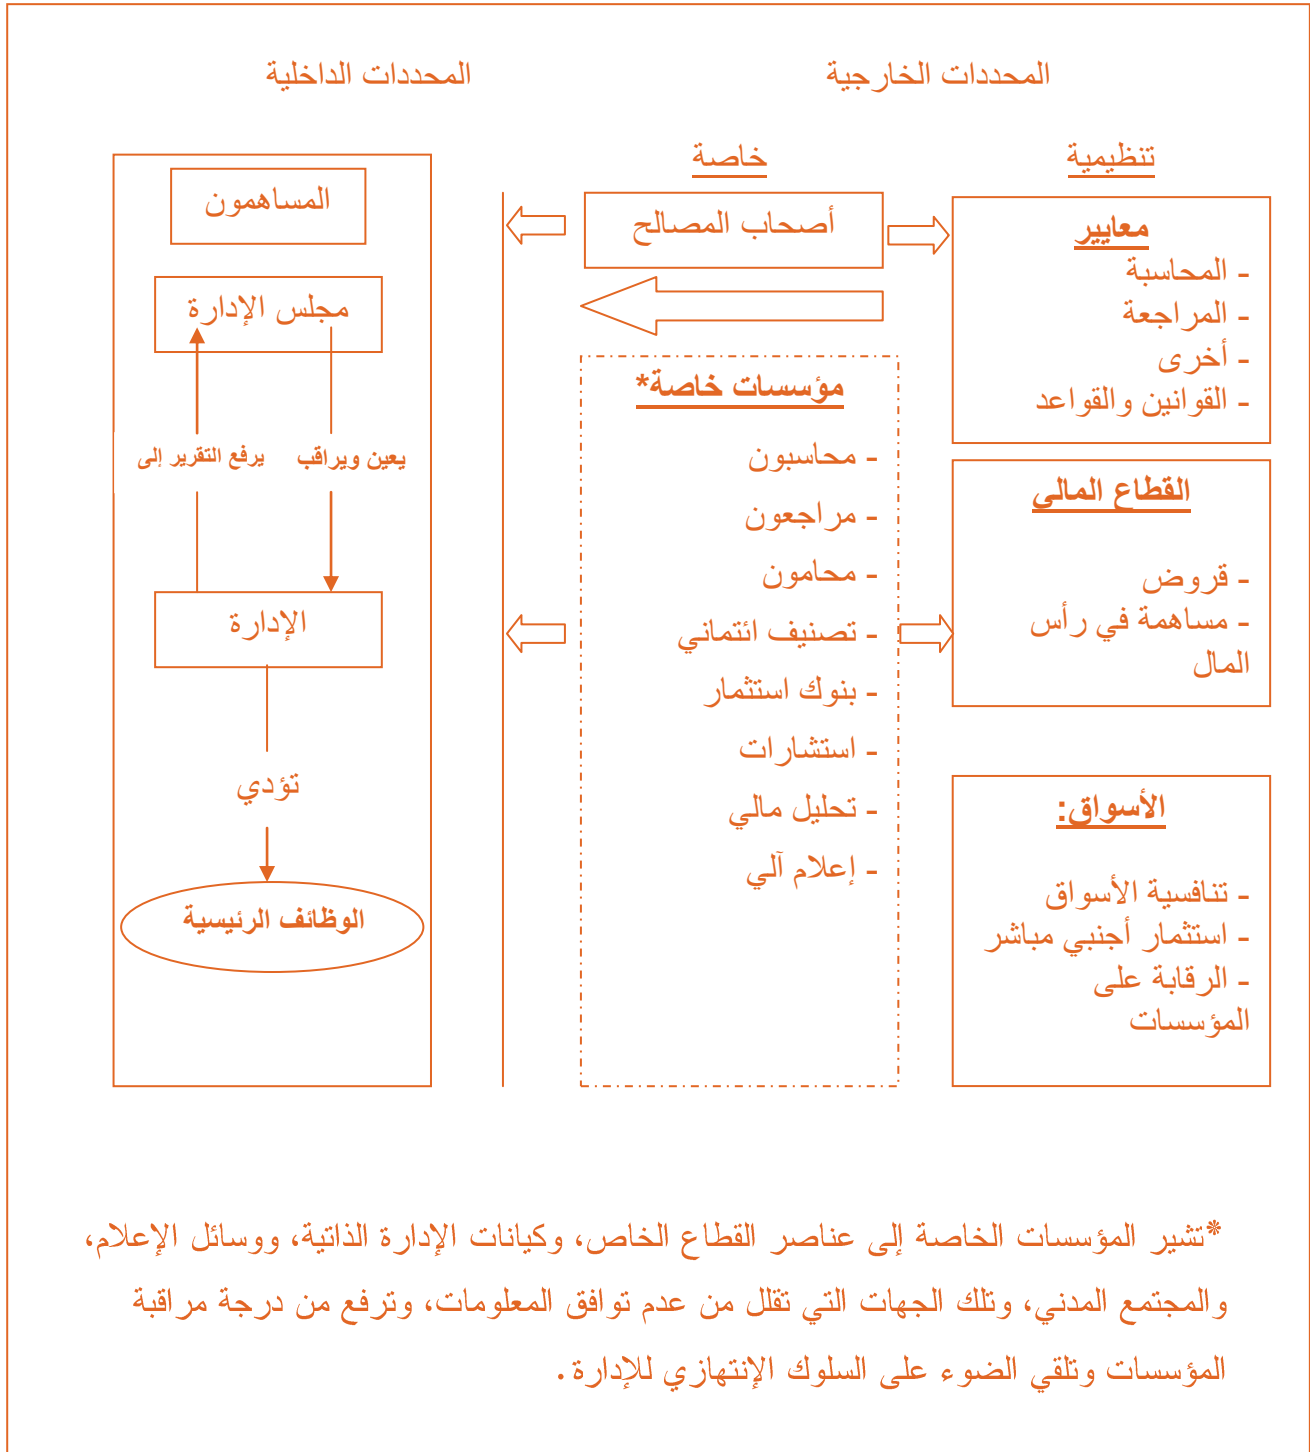 المحددات الخارجية
المحددات الداخلية
تنظيمية
خاصة
معايير
- المحاسبة
- المراجعة
- أخرى
- القوانين والقواعد
القطاع المالي
- قروض
- مساهمة في رأس
المال
الأسواق:
- تنافسية الأسواق
- استثمار أجنبي مباشر
- الرقابة على
المؤسسات
أصحاب المصالح
مؤسسات خاصة*
- محاسبون
- مراجعون
- محامون
- تصنيف ائتماني
- بنوك استثمار
- استشارات
- تحليل مالي
- إعلام آلي
المساهمون
مجلس الإدارة
يعين ويراقب
يرفع التقرير إلى
الإدارة
تؤدي
الوظائف الرئيسية
*تشير المؤسسات الخاصة إلى عناصر القطاع الخاص، وكيانات الإدارة الذاتية، ووسائل الإعلام،
والمجتمع المدني، وتلك الجهات التي تقلل من عدم توافق المعلومات، وترفع من درجة مراقبة
المؤسسات وتلقي الضوء على السلوك الإنتهازي للإدارة.